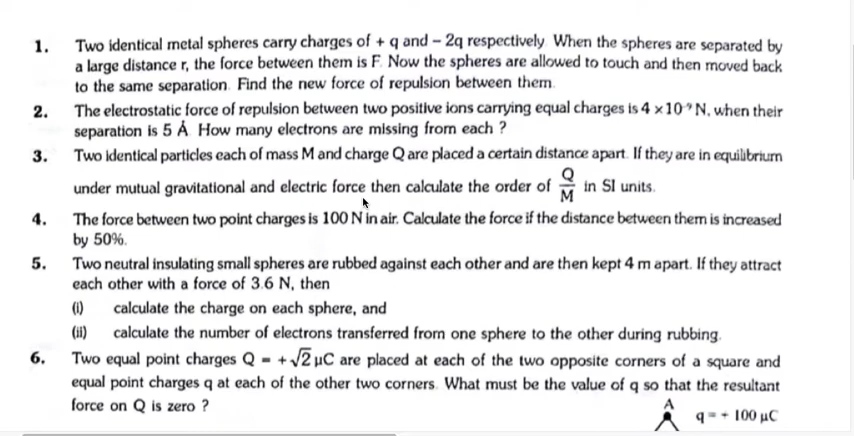 1. Two identical metal spheres carry charges of + q and – 2q respectively. When the spheres are separated by
a large distance r, the force between them is F. Now the spheres are allowed to touch and then moved back
to the same separation. Find the new force of repulsion between them.
2. The electrostatic force of repulsion between two positive ions carrying equal charges is 4 × 10⁻⁹ N, when their
separation is 5 Å. How many electrons are missing from each ?
3. Two identical particles each of mass M and charge Q are placed a certain distance apart. If they are in equilibrium
under mutual gravitational and electric force then calculate the order of Q/M in SI units.
4. The force between two point charges is 100 N in air. Calculate the force if the distance between them is increased
by 50%.
5. Two neutral insulating small spheres are rubbed against each other and are then kept 4 m apart. If they attract
each other with a force of 3.6 N, then
(i) calculate the charge on each sphere, and
(ii) calculate the number of electrons transferred from one sphere to the other during rubbing.
6. Two equal point charges Q = +√2 μC are placed at each of the two opposite corners of a square and
equal point charges q at each of the other two corners. What must be the value of q so that the resultant
force on Q is zero ?
A
q = + 100 μC